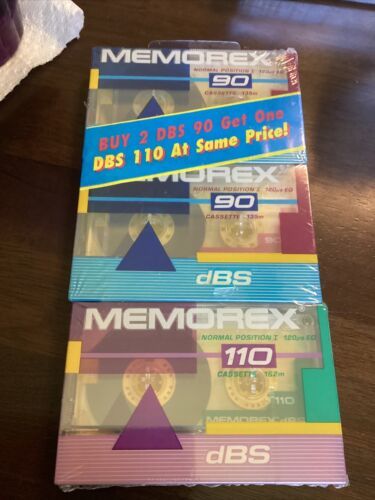 MEMOREX
NORMAL POSITION I 120µs EQ
90
CASSETTE 135m
BUY 2 DBS 90 Get One
DBS 110 At Same Price!
NORMAL POSITION I 120µs EQ
90
CASSETTE 135m
90
dBS
MEMOREX
NORMAL POSITION I 120µs EQ
110
CASSETTE 162m
110
MEMOREX dBS
dBS